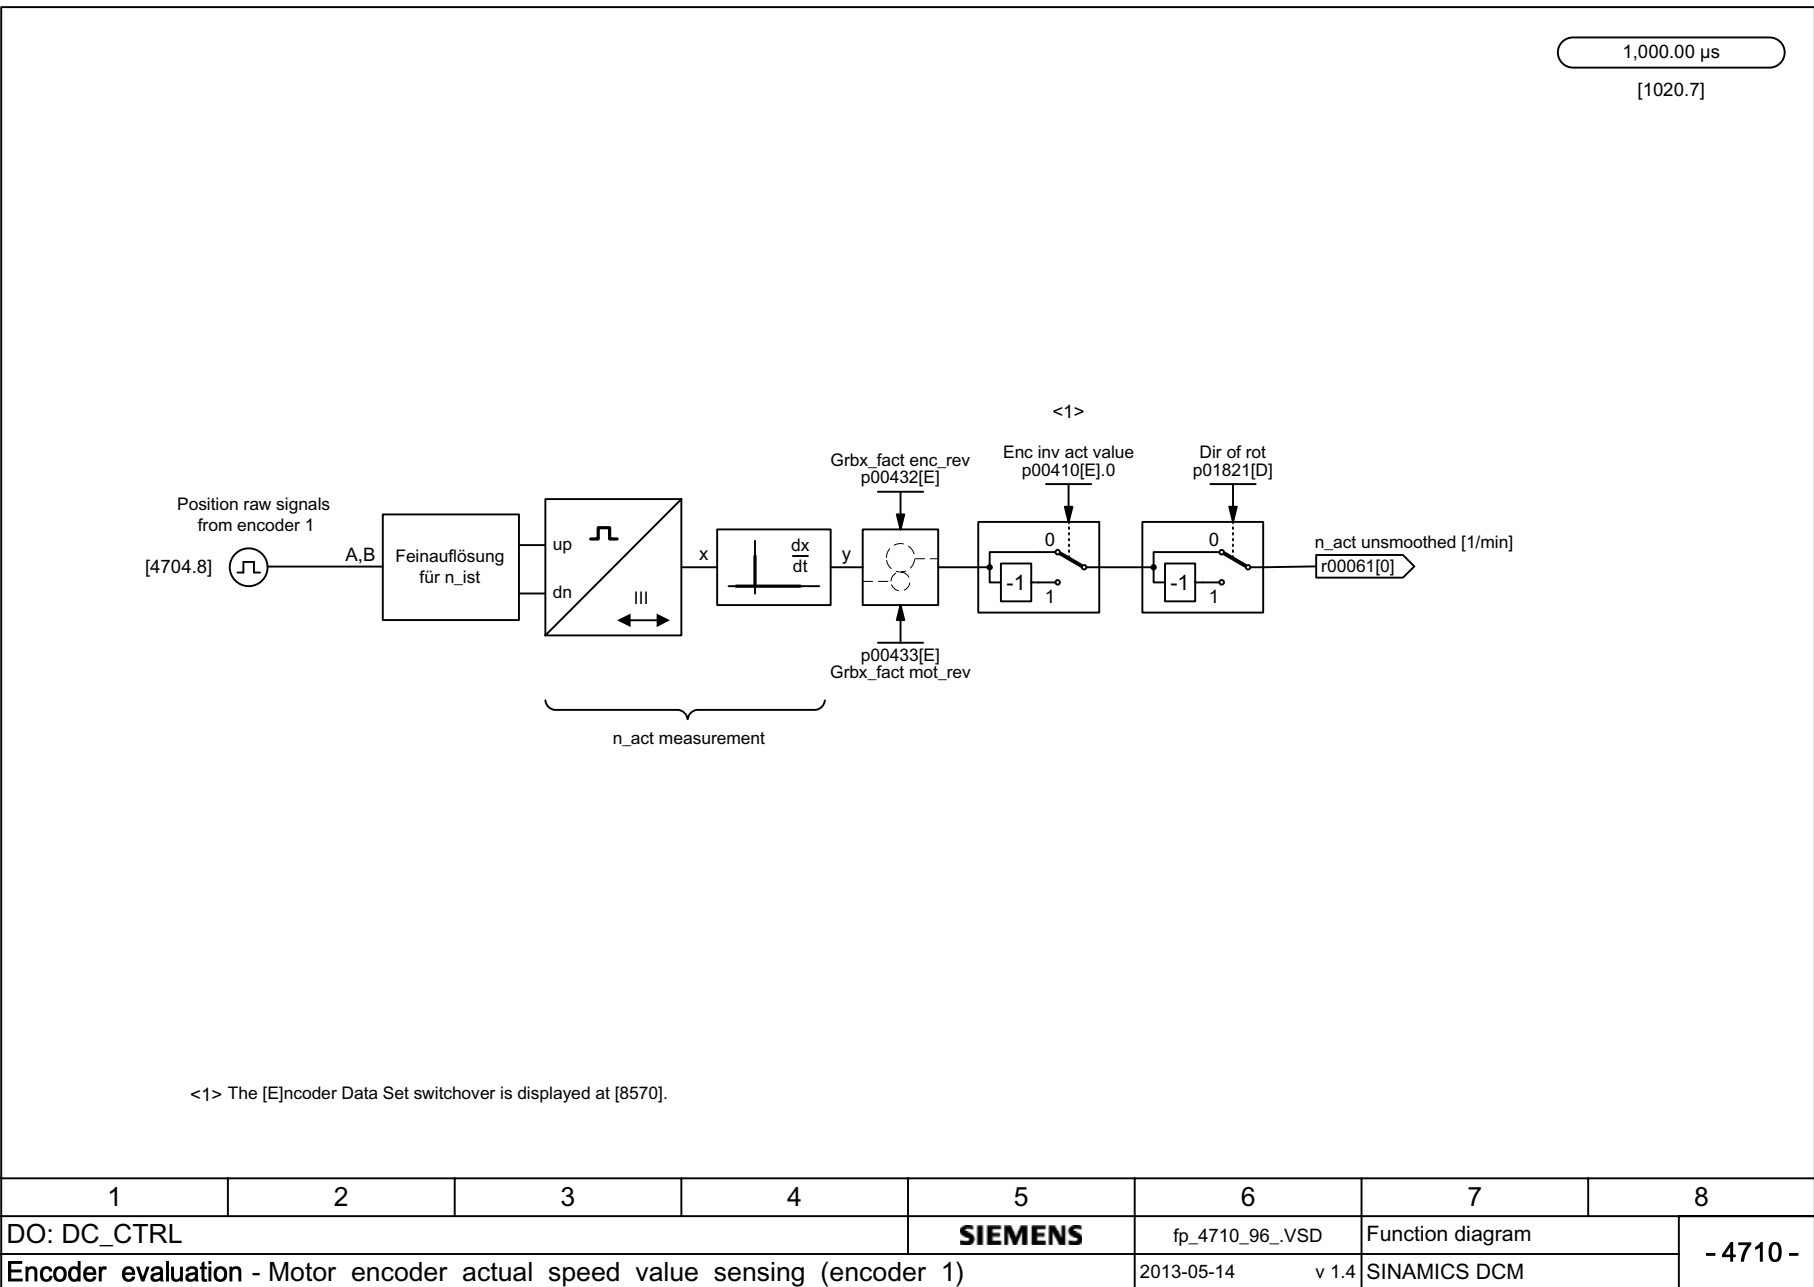 1,000.00 µs
[1020.7]
<1>
Enc inv act value
p00410[E].0
Dir of rot
p01821[D]
Grbx_fact enc_rev
p00432[E]
Position raw signals
from encoder 1
[4704.8]
A,B
Feinauflösung
für n_ist
up
dn
III
x
dx
dt
y
0
-1
1
0
-1
1
n_act unsmoothed [1/min]
r00061[0]
p00433[E]
Grbx_fact mot_rev
n_act measurement
<1> The [E]ncoder Data Set switchover is displayed at [8570].
1 2 3 4 5 6 7 8
DO: DC_CTRL SIEMENS fp_4710_96_.VSD Function diagram
- 4710 -
Encoder evaluation - Motor encoder actual speed value sensing (encoder 1) 2013-05-14 v 1.4 SINAMICS DCM